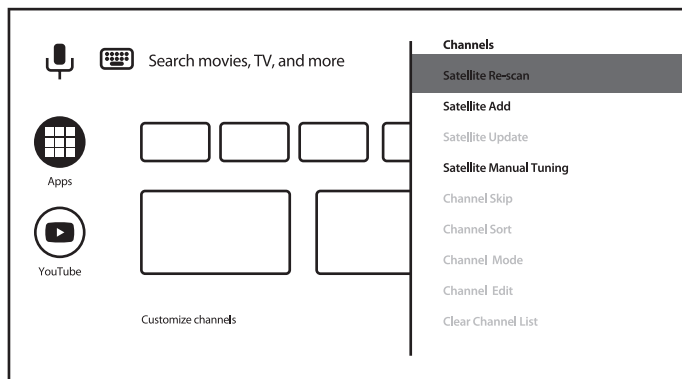 Search movies, TV, and more
Apps
YouTube
Customize channels
Channels
Satellite Re-scan
Satellite Add
Satellite Update
Satellite Manual Tuning
Channel Skip
Channel Sort
Channel Mode
Channel Edit
Clear Channel List